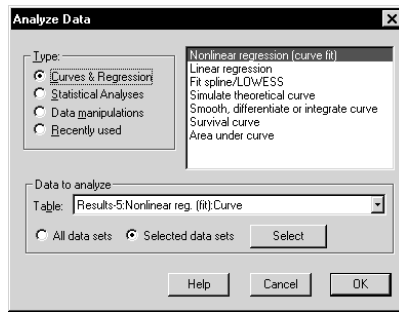 Analyze Data
Type:
Curves & Regression
Statistical Analyses
Data manipulations
Recently used
Nonlinear regression (curve fit)
Linear regression
Fit spline/LOWESS
Simulate theoretical curve
Smooth, differentiate or integrate curve
Survival curve
Area under curve
Data to analyze
Table: Results-5:Nonlinear reg. (fit):Curve
All data sets Selected data sets Select
Help Cancel OK